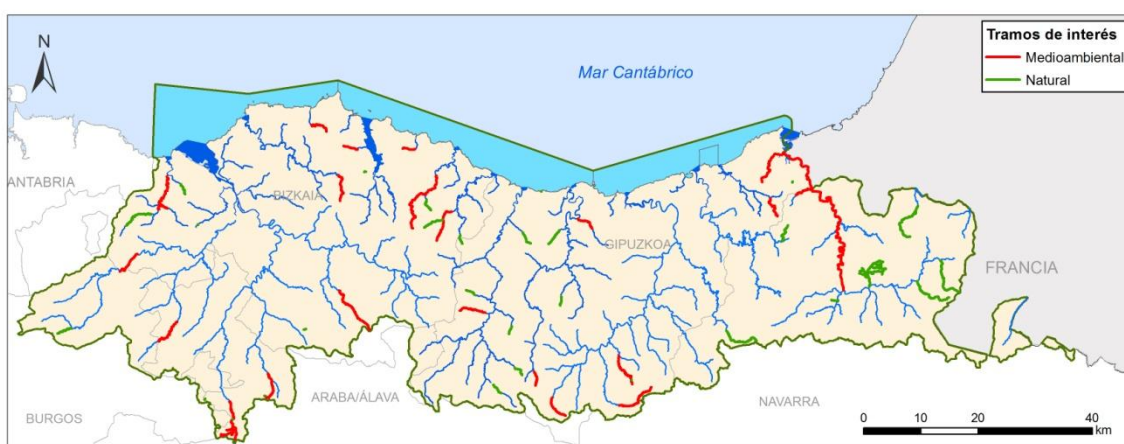 N
Mar Cantábrico
Tramos de interés
Medioambiental
Natural
ANTABRIA
BIZKAIA
GIPUZKOA
FRANCIA
BURGOS
ARABA/ÁLAVA
NAVARRA
0 10 20 40
km